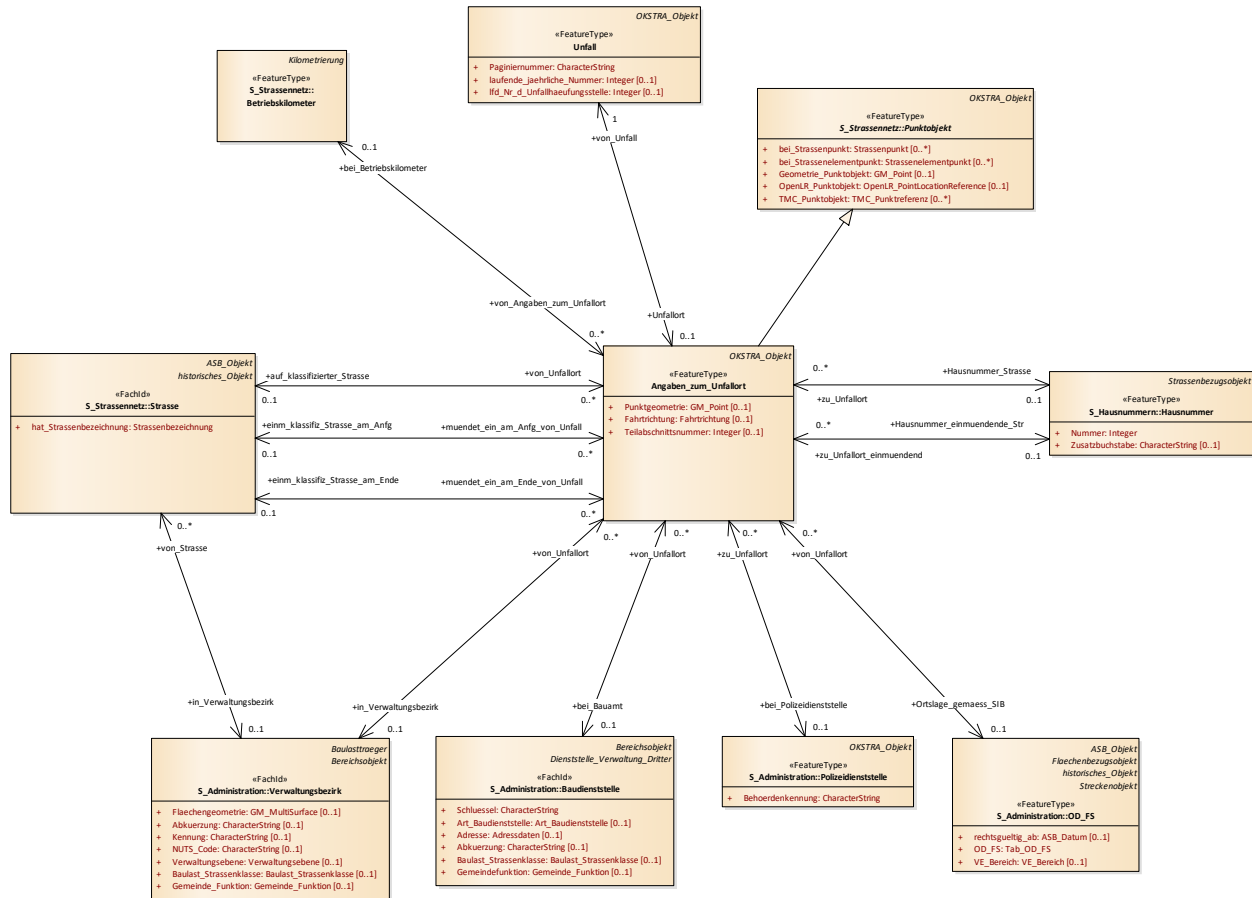 OKSTRA_Objekt
«FeatureType»
Unfall
+ Paginiernummer: CharacterString
+ laufende_jaehrliche_Nummer: Integer [0..1]
+ lfd_Nr_d_Unfallhaeufungsstelle: Integer [0..1]
Kilometrierung
«FeatureType»
S_Strassennetz::
Betriebskilometer
OKSTRA_Objekt
«FeatureType»
S_Strassennetz::Punktobjekt
+ bei_Strassenpunkt: Strassenpunkt [0..*]
+ bei_Strassenelementpunkt: Strassenelementpunkt [0..*]
+ Geometrie_Punktobjekt: GM_Point [0..1]
+ OpenLR_Punktobjekt: OpenLR_PointLocationReference [0..1]
+ TMC_Punktobjekt: TMC_Punktreferenz [0..*]
1
+von_Unfall
0..1
+bei_Betriebskilometer
+von_Angaben_zum_Unfallort
0..*
+Unfallort
0..1
ASB_Objekt
historisches_Objekt
«FachId»
S_Strassennetz::Strasse
+ hat_Strassenbezeichnung: Strassenbezeichnung
+auf_klassifizierter_Strasse
0..1
+von_Unfallort
0..*
+einm_klassifiz_Strasse_am_Anfg
0..1
+muendet_ein_am_Anfg_von_Unfall
0..*
+einm_klassifiz_Strasse_am_Ende
0..1
+muendet_ein_am_Ende_von_Unfall
0..*
OKSTRA_Objekt
«FeatureType»
Angaben_zum_Unfallort
+ Punktgeometrie: GM_Point [0..1]
+ Fahrtrichtung: Fahrtrichtung [0..1]
+ Teilabschnittsnummer: Integer [0..1]
0..*
+Hausnummer_Strasse
+zu_Unfallort
0..1
0..*
+Hausnummer_einmuendende_Str
+zu_Unfallort_einmuendend
0..1
Strassenbezugsobjekt
«FeatureType»
S_Hausnummern::Hausnummer
+ Nummer: Integer
+ Zusatzbuchstabe: CharacterString [0..1]
0..*
+von_Strasse
+in_Verwaltungsbezirk
0..1
0..*
+von_Unfallort
+in_Verwaltungsbezirk
0..1
0..*
+von_Unfallort
+bei_Bauamt
0..1
0..*
+zu_Unfallort
+bei_Polizeidienststelle
0..1
0..*
+von_Unfallort
+Ortslage_gemaess_SIB
0..1
Baulasttraeger
Bereichsobjekt
«FachId»
S_Administration::Verwaltungsbezirk
+ Flaechengeometrie: GM_MultiSurface [0..1]
+ Abkuerzung: CharacterString [0..1]
+ Kennung: CharacterString [0..1]
+ NUTS_Code: CharacterString [0..1]
+ Verwaltungsebene: Verwaltungsebene [0..1]
+ Baulast_Strassenklasse: Baulast_Strassenklasse [0..1]
+ Gemeinde_Funktion: Gemeinde_Funktion [0..1]
Bereichsobjekt
Dienststelle_Verwaltung_Dritter
«FachId»
S_Administration::Baudienststelle
+ Schluessel: CharacterString
+ Art_Baudienststelle: Art_Baudienststelle [0..1]
+ Adresse: Adressdaten [0..1]
+ Abkuerzung: CharacterString [0..1]
+ Baulast_Strassenklasse: Baulast_Strassenklasse [0..1]
+ Gemeindefunktion: Gemeinde_Funktion [0..1]
OKSTRA_Objekt
«FeatureType»
S_Administration::Polizeidienststelle
+ Behoerdenkennung: CharacterString
ASB_Objekt
Flaechenbezugsobjekt
historisches_Objekt
Streckenobjekt
«FeatureType»
S_Administration::OD_FS
+ rechtsgueltig_ab: ASB_Datum [0..1]
+ OD_FS: Tab_OD_FS
+ VE_Bereich: VE_Bereich [0..1]